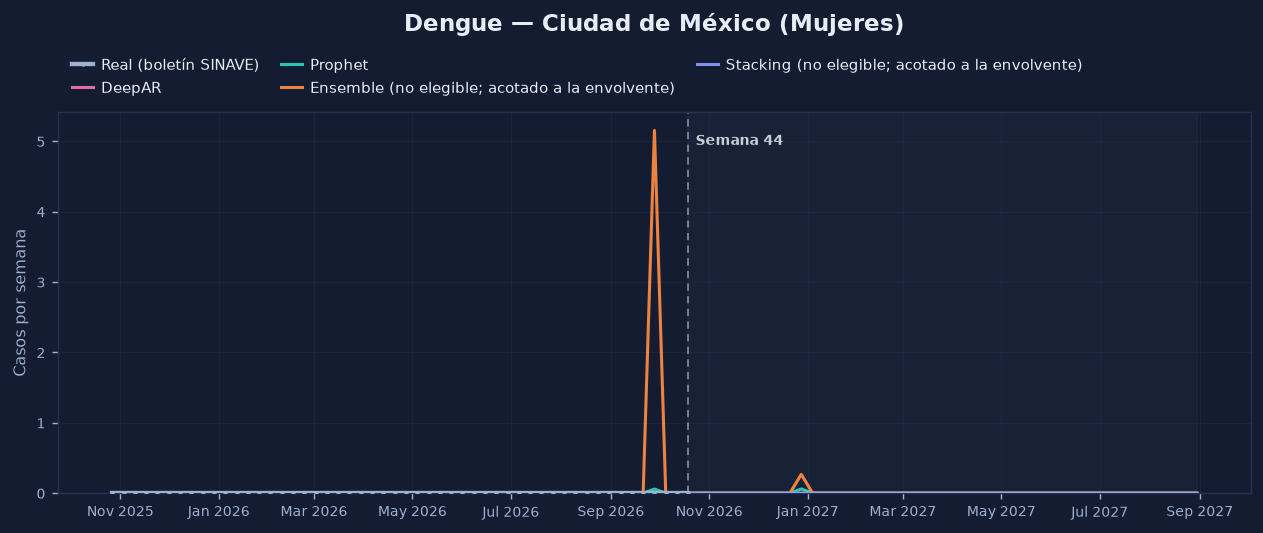 Dengue — Ciudad de México (Mujeres)
Real (boletín SINAVE)
Prophet
Stacking (no elegible; acotado a la envolvente)
DeepAR
Ensemble (no elegible; acotado a la envolvente)
Semana 44
Casos por semana
5
4
3
2
1
0
Nov 2025
Jan 2026
Mar 2026
May 2026
Jul 2026
Sep 2026
Nov 2026
Jan 2027
Mar 2027
May 2027
Jul 2027
Sep 2027